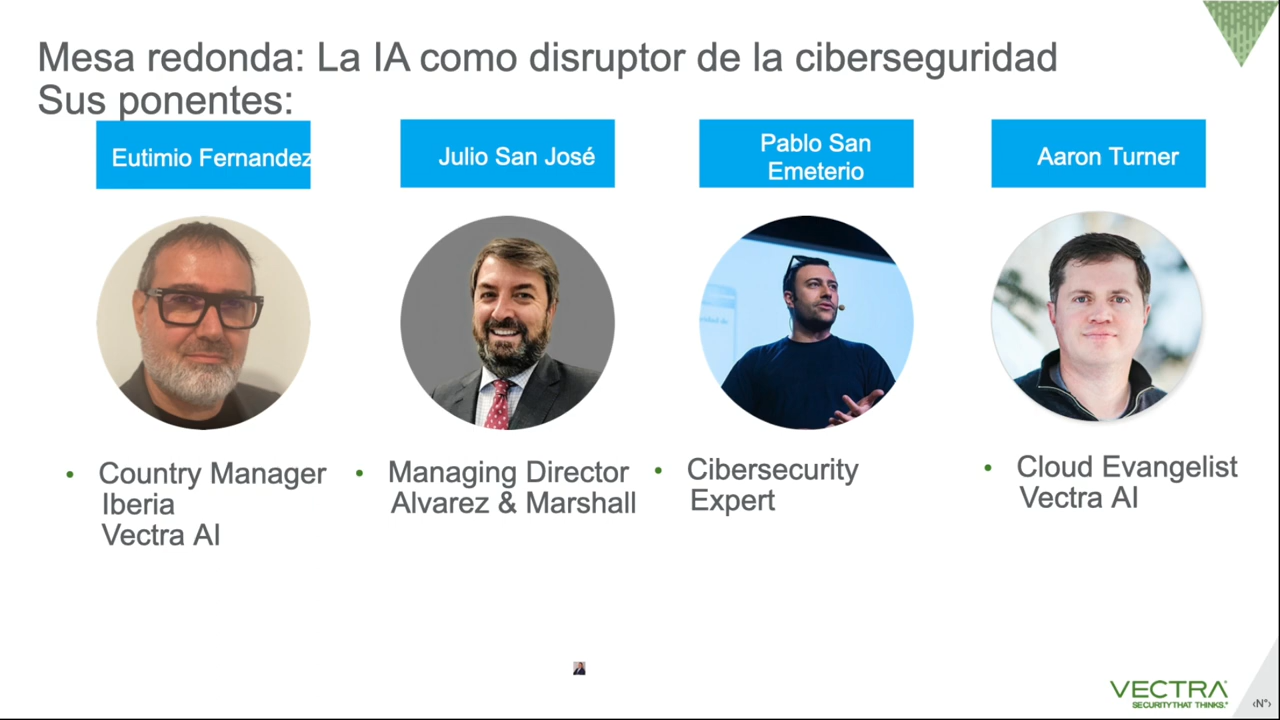 Mesa redonda: La IA como disruptor de la ciberseguridad
Sus ponentes:
Eutimio Fernandez
Julio San José
Pablo San
Emeterio
Aaron Turner
• Country Manager
Iberia
Vectra AI
• Managing Director
Alvarez & Marshall
• Cibersecurity
Expert
• Cloud Evangelist
Vectra AI
VECTRA
SECURITY THAT THINKS.®
‹N°›